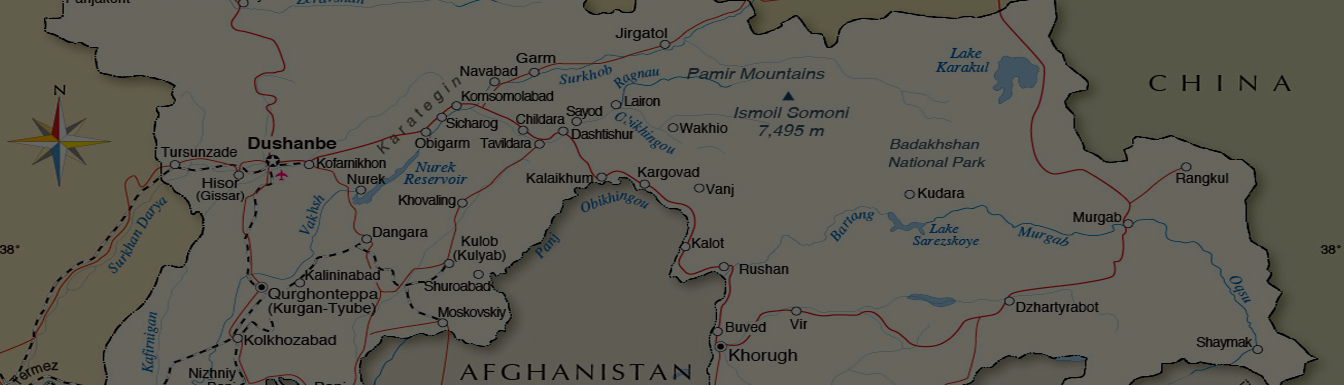 Panjakent
Zeravshan
Jirgatol
Garm
Surkhob
Navabad
Ragnau
Pamir Mountains
Lake
Karakul
CHINA
N
Karategin
Komsomolabad
Lairon
Ismoil Somoni
7,495 m
Sicharog
Childara
Sayod
Obikhingou
Wakhio
Dashtishur
Dushanbe
Obigarm
Tavildara
Badakhshan
National Park
Tursunzade
Kofarnikhon
Nurek
Reservoir
Hisor
(Gissar)
Nurek
Kalaikhum
Kargovad
Vanj
Rangkul
Kudara
Khovaling
Obikhingou
Vakhsh
Surkhan Darya
Bartang
Lake
Sarezskoye
Murgab
Murgab
Dangara
Kulob
(Kulyab)
Panj
Kalot
38°
38°
Rushan
Kalininabad
Shuroabad
Oqsu
Qurghonteppa
(Kurgan-Tyube)
Moskovskiy
Dzhartyrabot
Buved
Vir
Kafirnigan
Kolkhozabad
Khorugh
Shaymak
AFGHANISTAN
Termez
Nizhniy